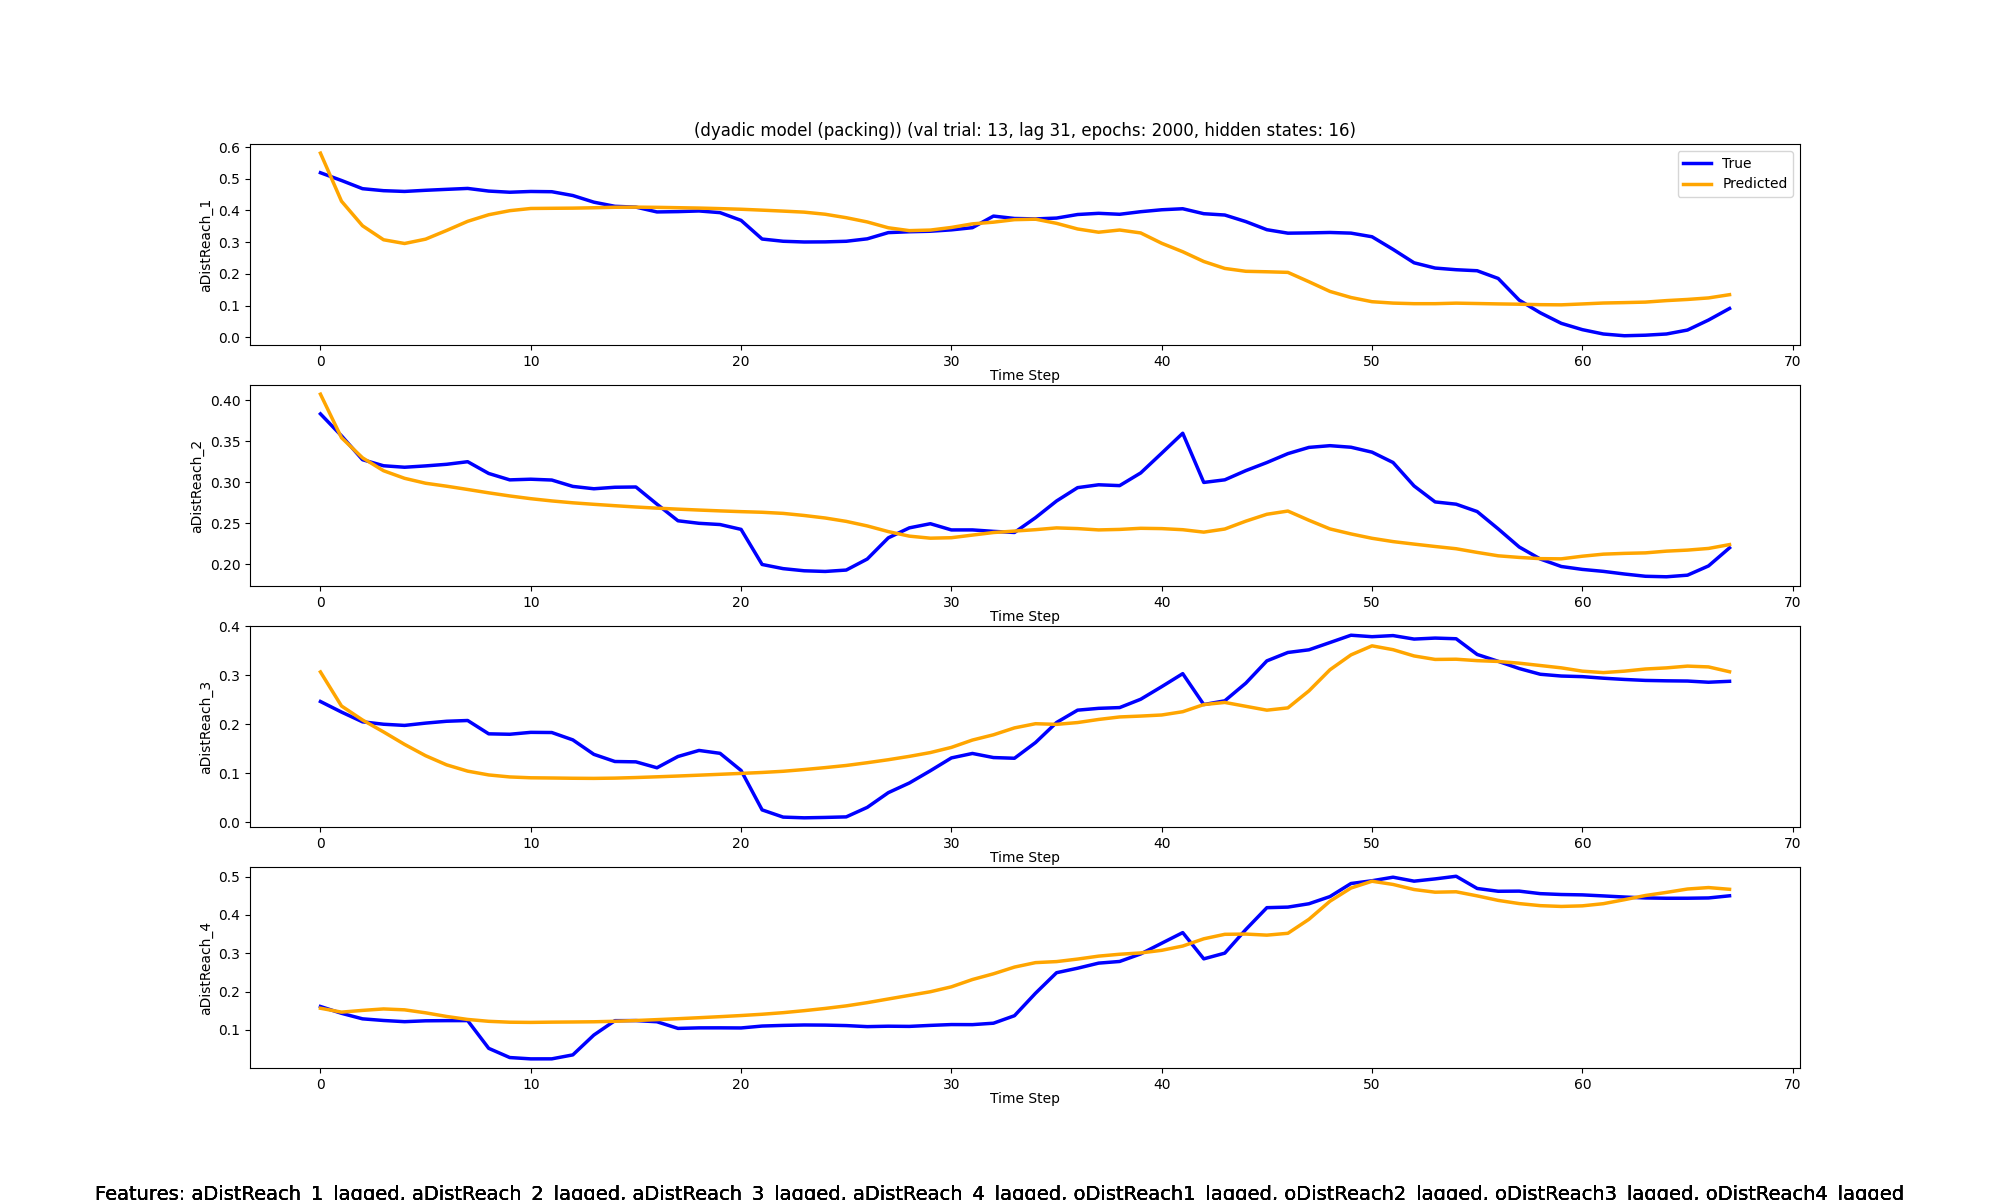 (dyadic model (packing)) (val trial: 13, lag 31, epochs: 2000, hidden states: 16)
True
Predicted
aDistReach_1
0.6
0.5
0.4
0.3
0.2
0.1
0.0
0 10 20 30 40 50 60 70
Time Step
aDistReach_2
0.40
0.35
0.30
0.25
0.20
0 10 20 30 40 50 60 70
Time Step
aDistReach_3
0.4
0.3
0.2
0.1
0.0
0 10 20 30 40 50 60 70
Time Step
aDistReach_4
0.5
0.4
0.3
0.2
0.1
0 10 20 30 40 50 60 70
Time Step
Features: aDistReach_1_lagged, aDistReach_2_lagged, aDistReach_3_lagged, aDistReach_4_lagged, oDistReach1_lagged, oDistReach2_lagged, oDistReach3_lagged, oDistReach4_lagged